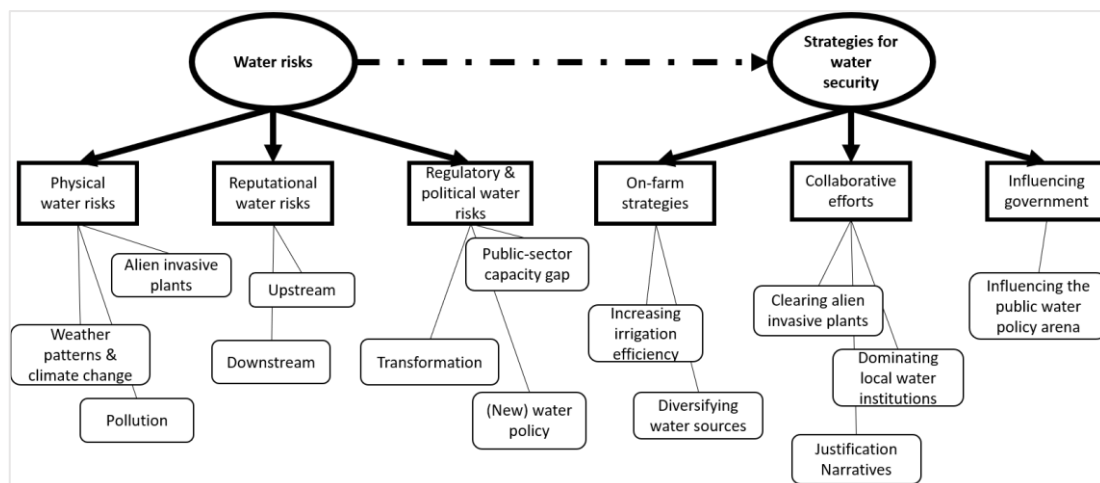 Water risks
Strategies for
water
security
Physical
water risks
Reputational
water risks
Regulatory &
political water
risks
On-farm
strategies
Collaborative
efforts
Influencing
government
Alien invasive
plants
Weather
patterns &
climate change
Pollution
Upstream
Downstream
Public-sector
capacity gap
Transformation
(New) water
policy
Increasing
irrigation
efficiency
Diversifying
water sources
Clearing alien
invasive plants
Dominating
local water
institutions
Justification
Narratives
Influencing the
public water
policy arena